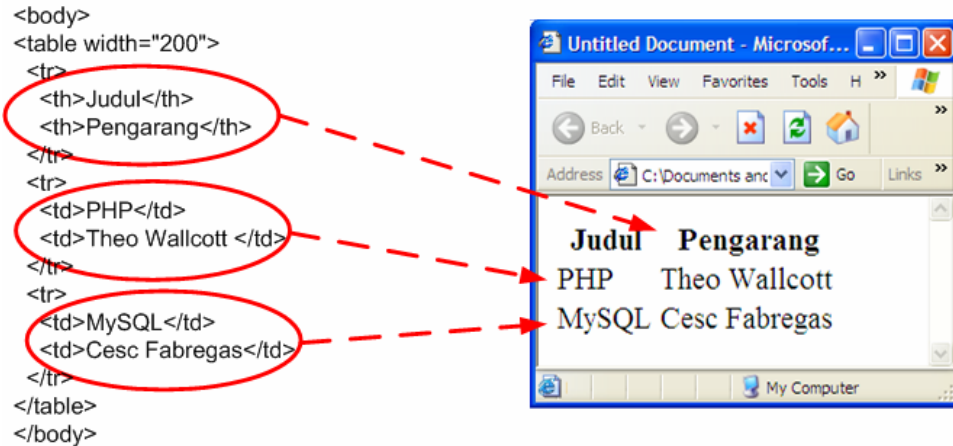 <body>
<table width="200">
<tr>
<th>Judul</th>
<th>Pengarang</th>
</tr>
<tr>
<td>PHP</td>
<td>Theo Wallcott </td>
</tr>
<tr>
<td>MySQL</td>
<td>Cesc Fabregas</td>
</tr>
</table>
</body>
Untitled Document - Microsof...
File Edit View Favorites Tools H »
Back »
Address C:\Documents anc Go Links »
Judul Pengarang
PHP Theo Wallcott
MySQL Cesc Fabregas
My Computer